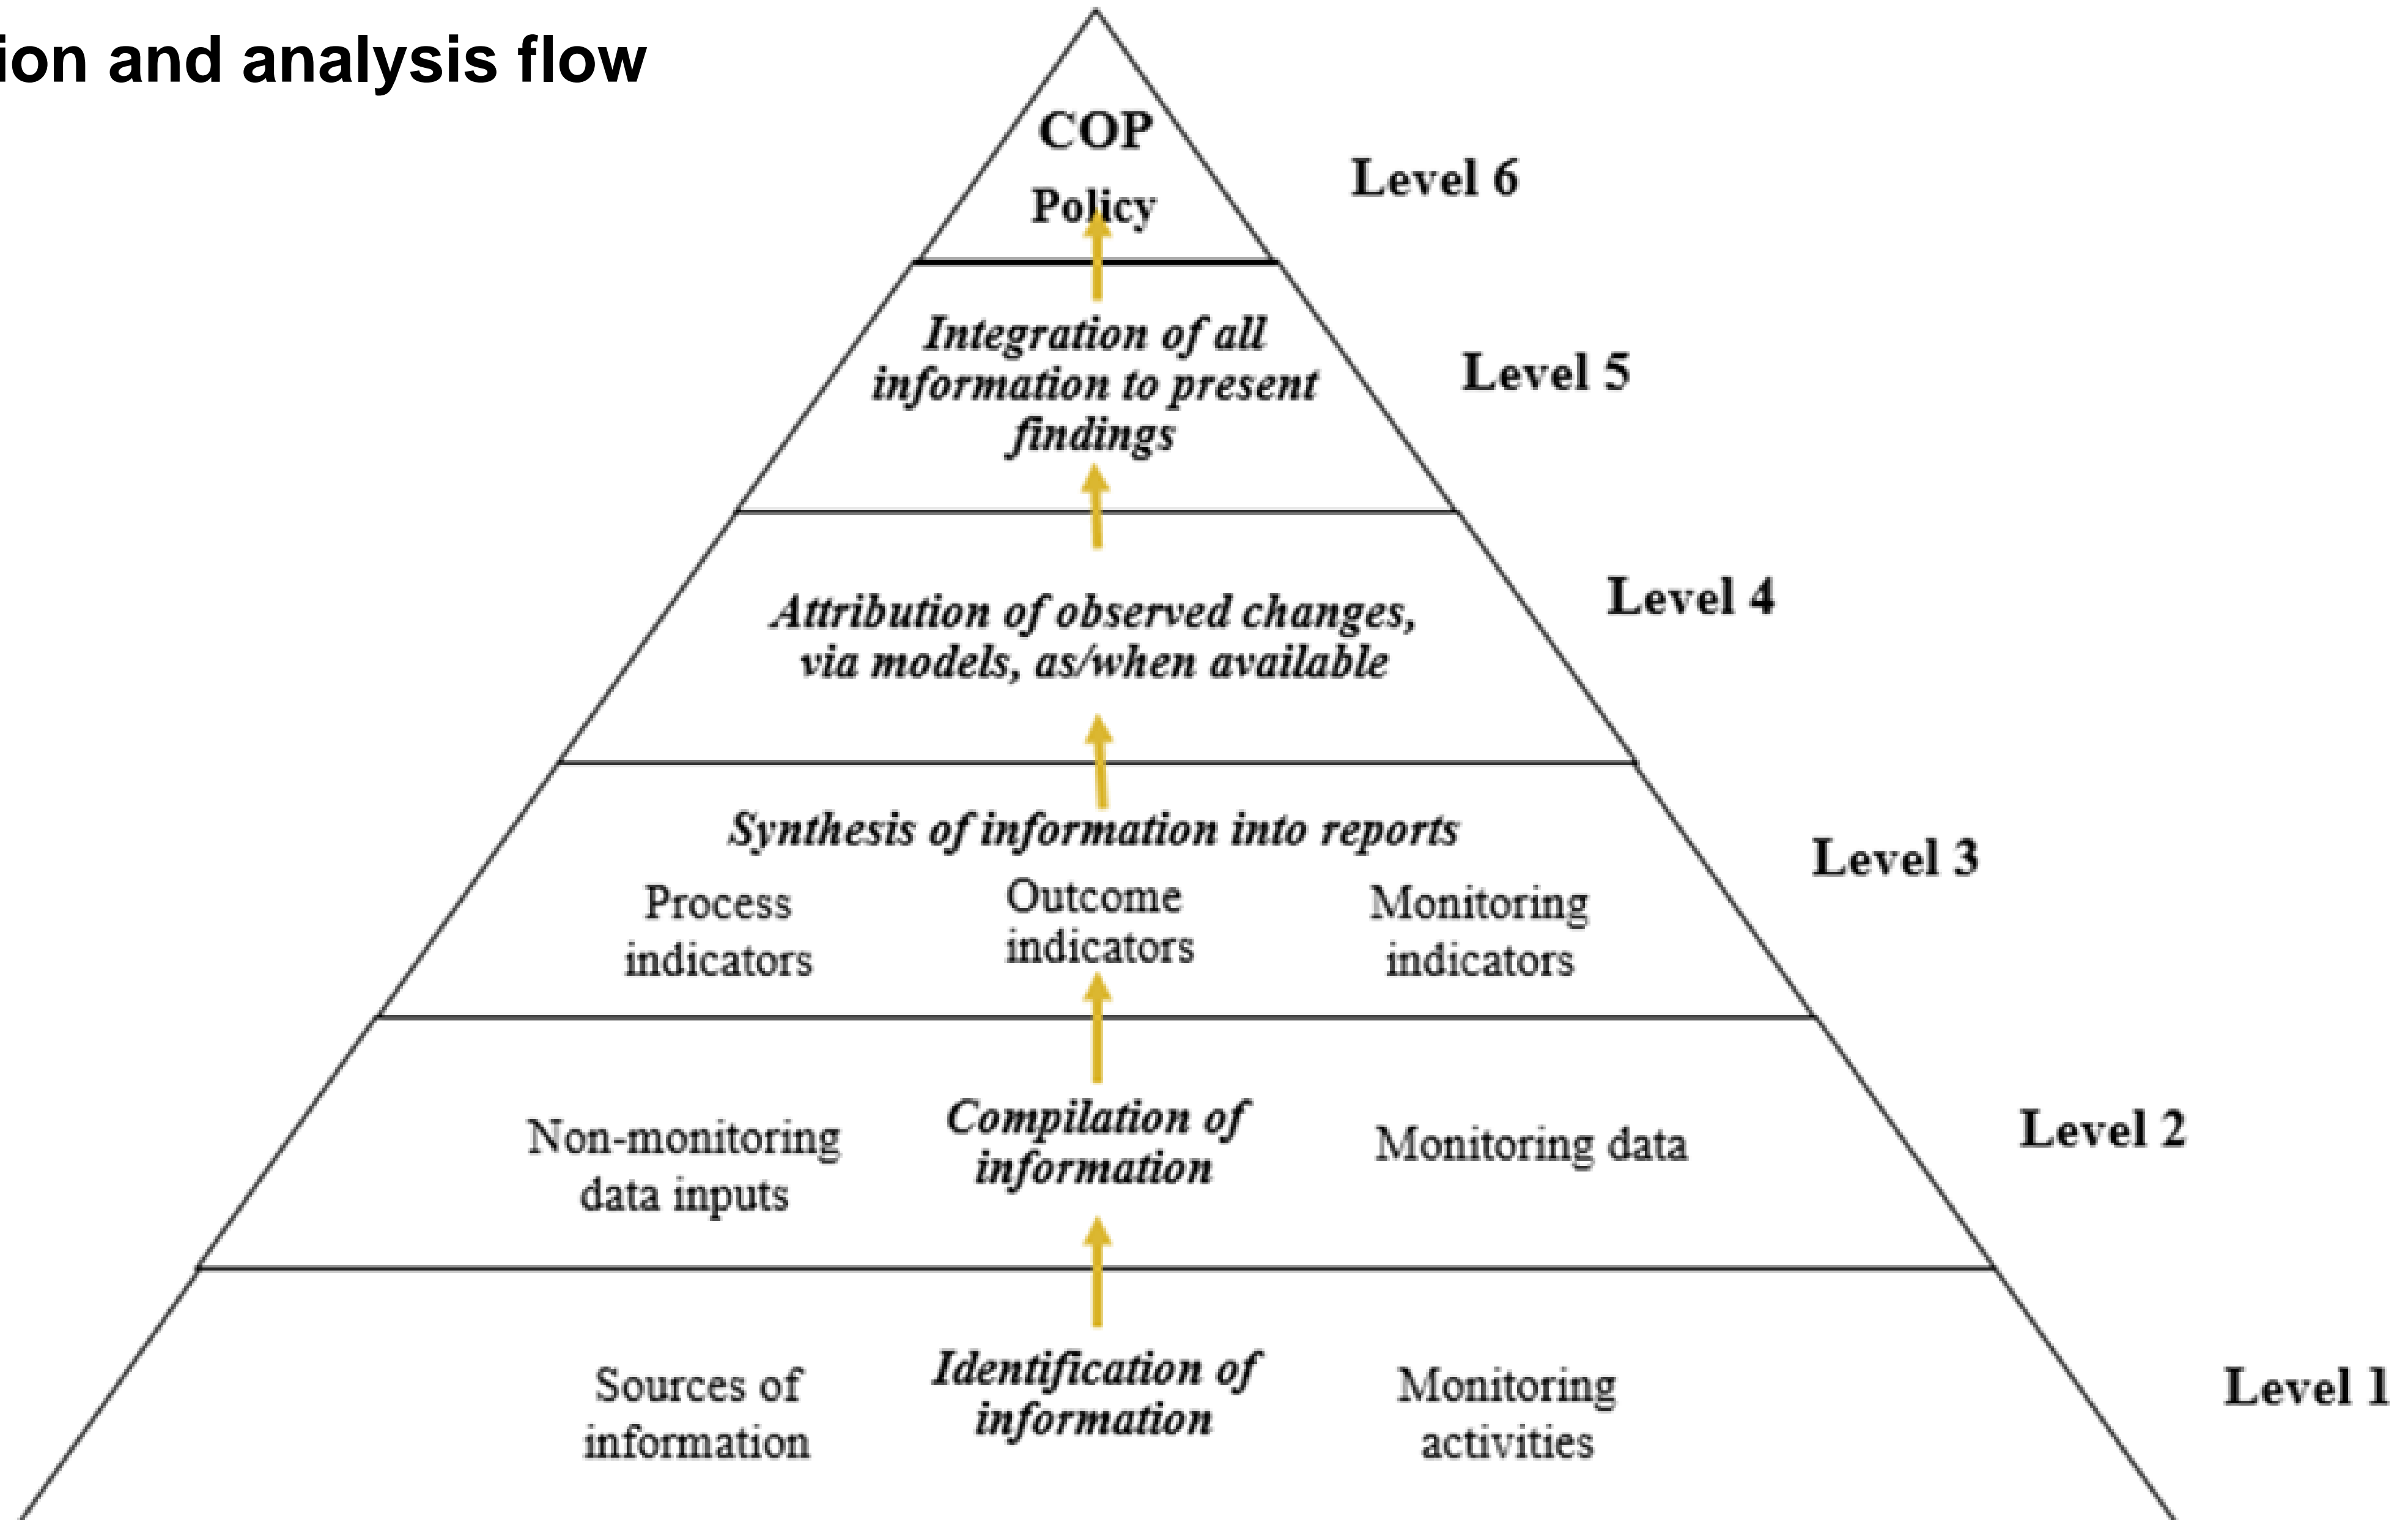 ion and analysis flow
COP
Policy
Level 6
Integration of all
information to present
findings
Level 5
Attribution of observed changes,
via models, as/when available
Level 4
Synthesis of information into reports
Process
indicators
Outcome
indicators
Monitoring
indicators
Level 3
Non-monitoring
data inputs
Compilation of
information
Monitoring data
Level 2
Sources of
information
Identification of
information
Monitoring
activities
Level 1